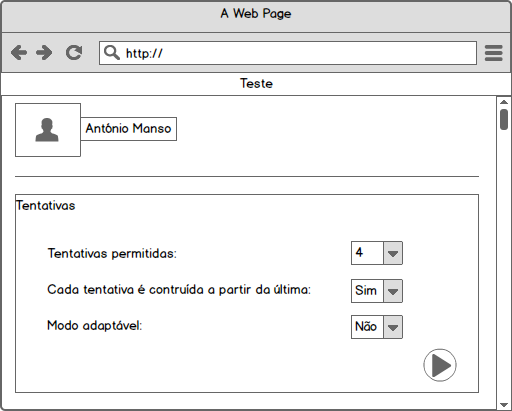 A Web Page
http://
Teste
António Manso
Tentativas
Tentativas permitidas: 4
Cada tentativa é contruída a partir da última: Sim
Modo adaptável: Não